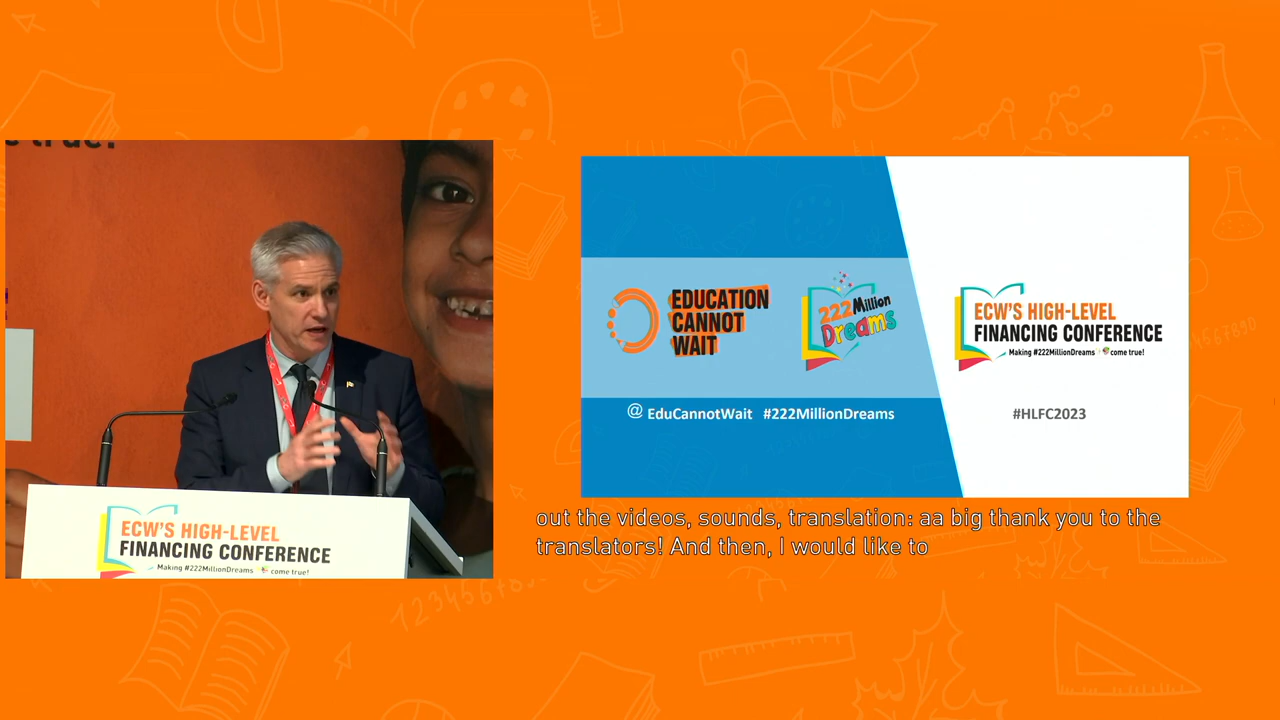 EDUCATION
CANNOT
WAIT
222 Million
Dreams
@EduCannotWait #222MillionDreams
ECW'S HIGH-LEVEL
FINANCING CONFERENCE
Making #222MillionDreams come true!
#HLFC2023
out the videos, sounds, translation: aa big thank you to the
translators! And then, I would like to
ECW'S HIGH-LEVEL
FINANCING CONFERENCE
Making #222MillionDreams come true!
1234567890